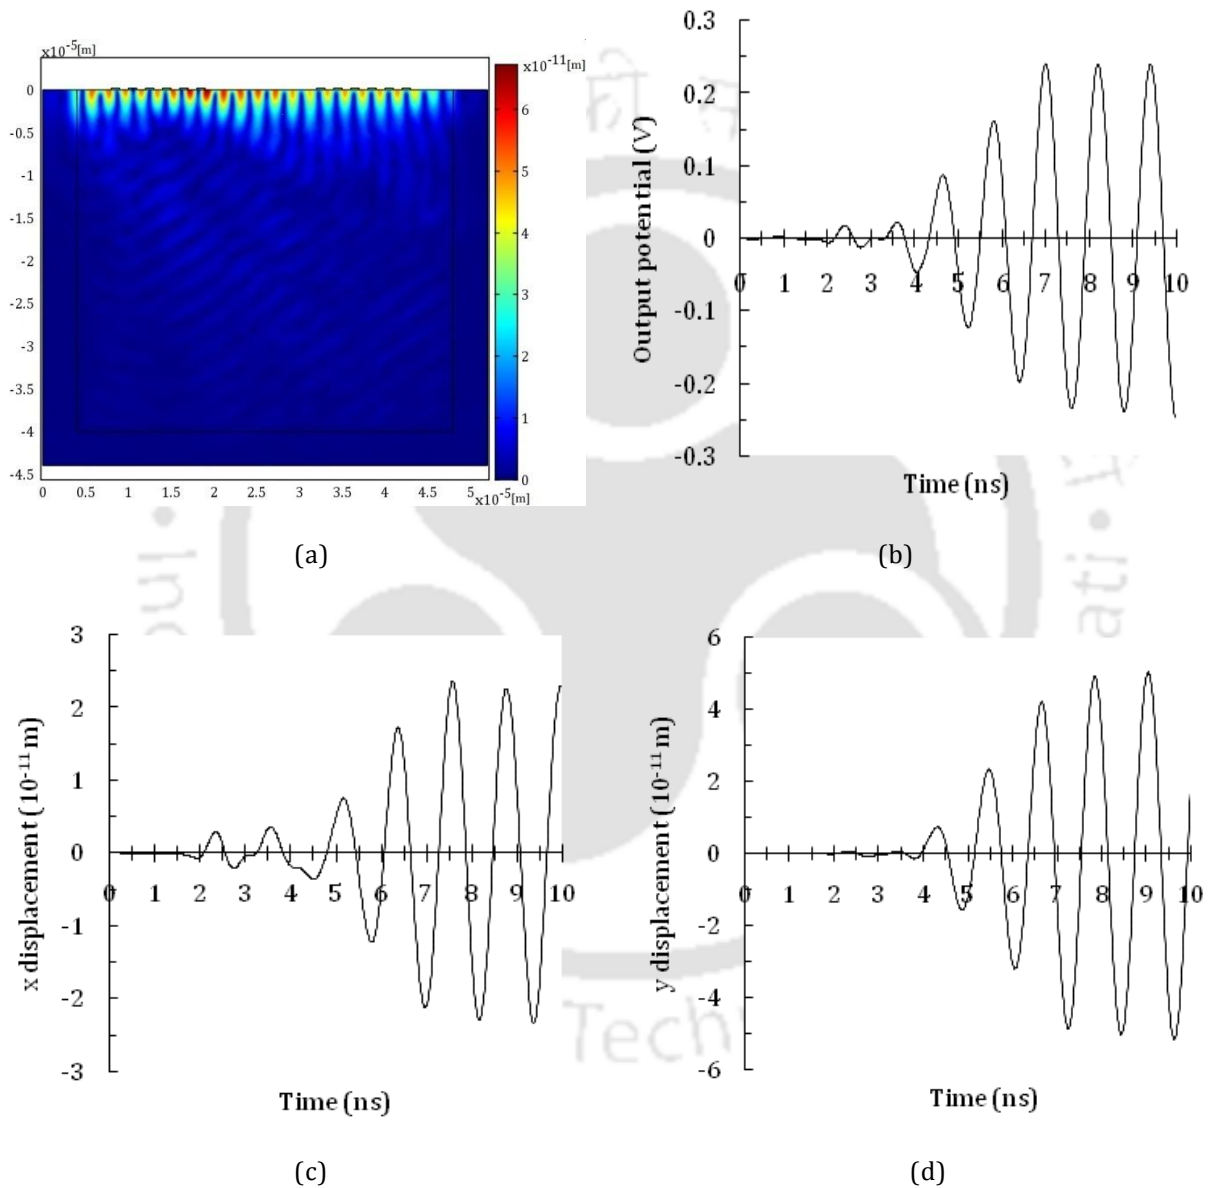 x10-5[m]
x10-11[m]
0
-0.5
-1
-1.5
-2
-2.5
-3
-3.5
-4
-4.5
6
5
4
3
2
1
0
0 0.5 1 1.5 2 2.5 3 3.5 4 4.5 5 x10-5[m]
(a)
0.3
0.2
0.1
0
-0.1
-0.2
-0.3
Output potential (V)
0 1 2 3 4 5 6 7 8 9 10
Time (ns)
(b)
3
2
1
0
-1
-2
-3
x displacement (10-11 m)
0 1 2 3 4 5 6 7 8 9 10
Time (ns)
(c)
6
4
2
0
-2
-4
-6
y displacement (10-11 m)
0 1 2 3 4 5 6 7 8 9 10
Time (ns)
(d)
ati
Tech